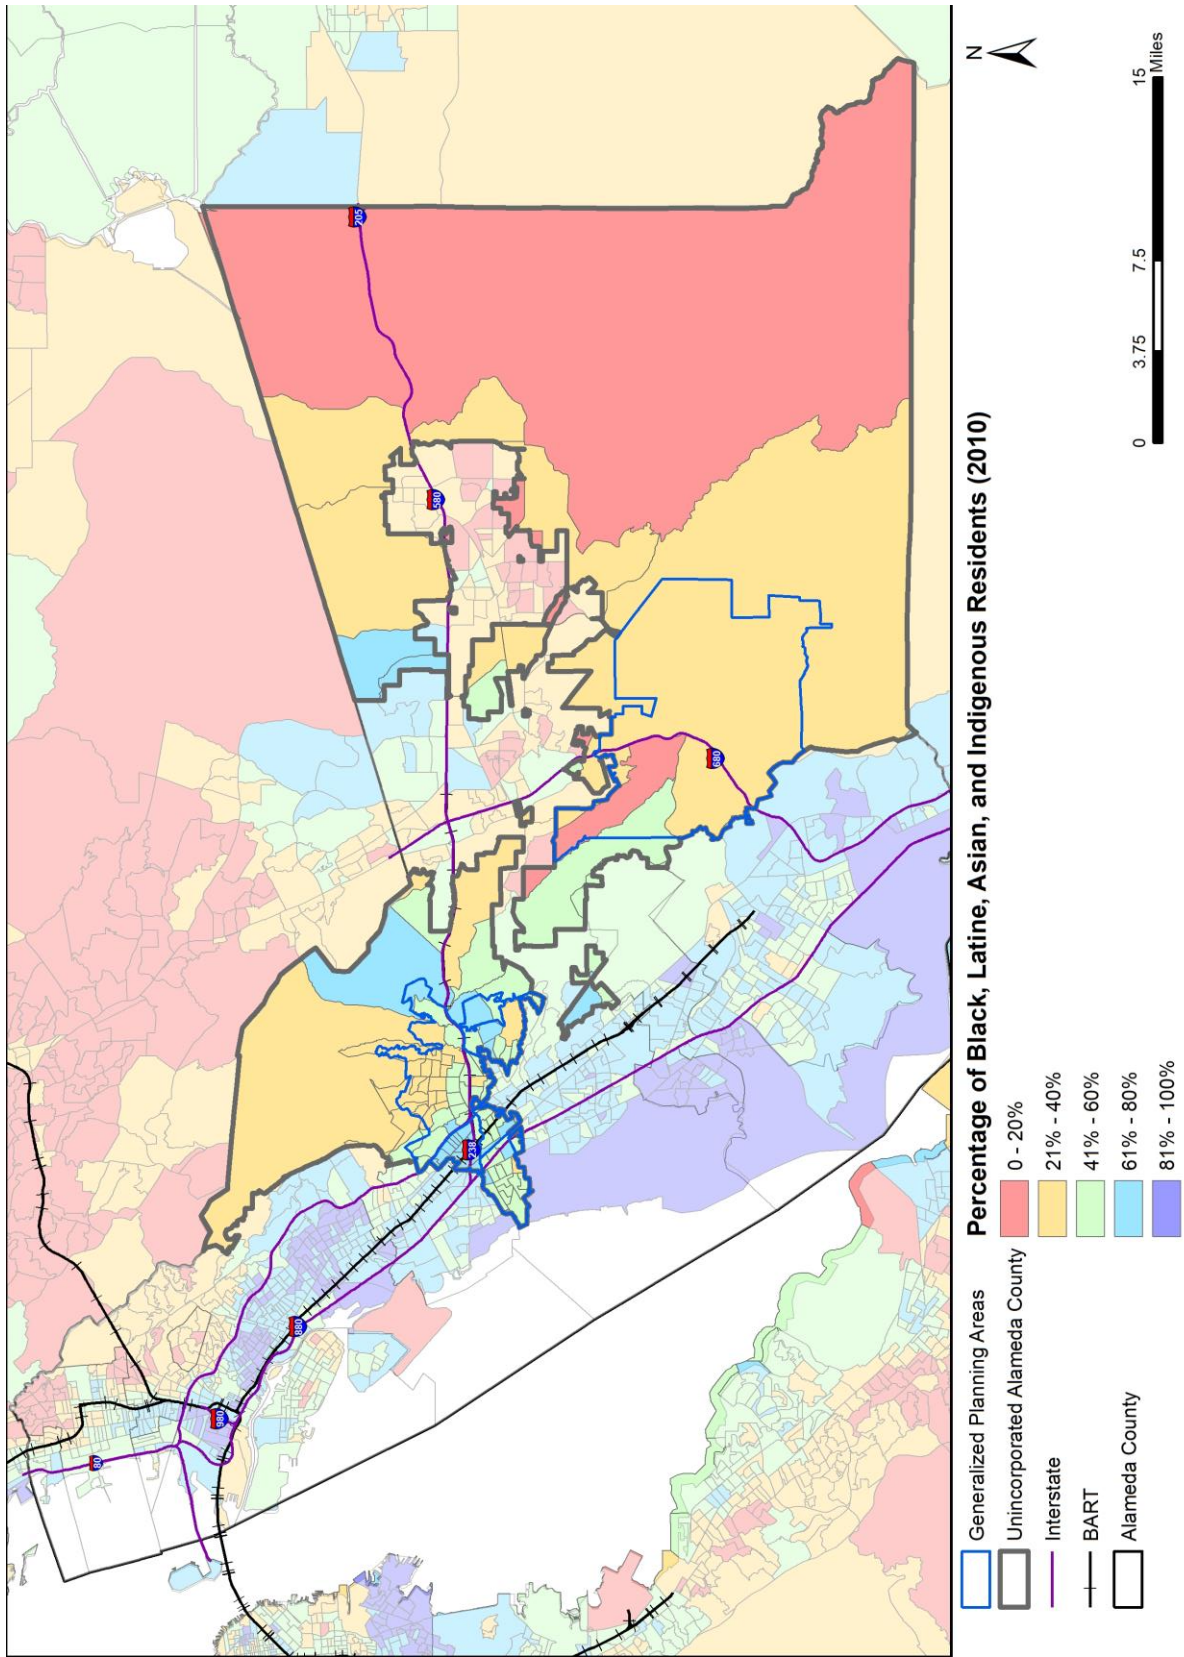 80
980
880
238
580
680
205
Generalized Planning Areas
Unincorporated Alameda County
Interstate
BART
Alameda County
Percentage of Black, Latine, Asian, and Indigenous Residents (2010)
0 - 20%
21% - 40%
41% - 60%
61% - 80%
81% - 100%
N
0
3.75
7.5
15
Miles